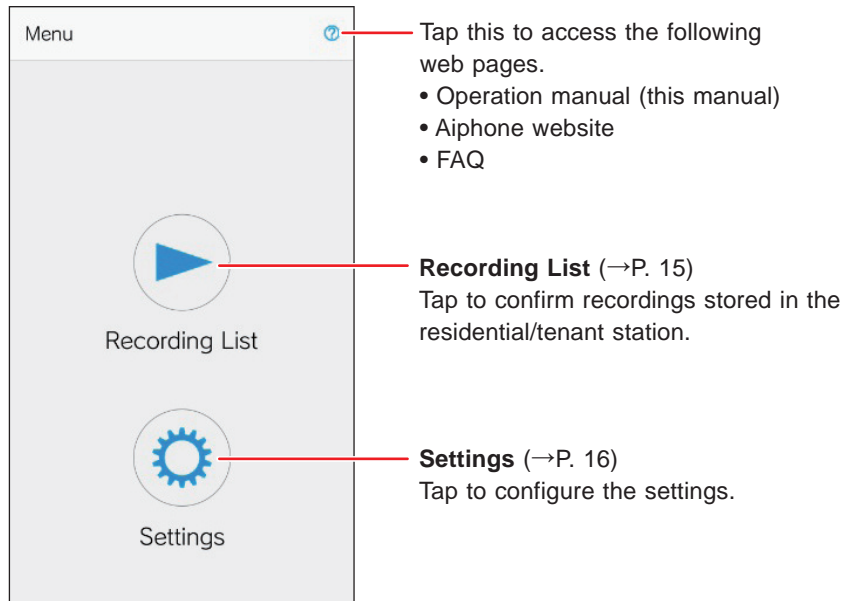 Menu
?
Tap this to access the following
web pages.
• Operation manual (this manual)
• Aiphone website
• FAQ
Recording List (→P. 15)
Tap to confirm recordings stored in the
residential/tenant station.
Recording List
Settings (→P. 16)
Tap to configure the settings.
Settings